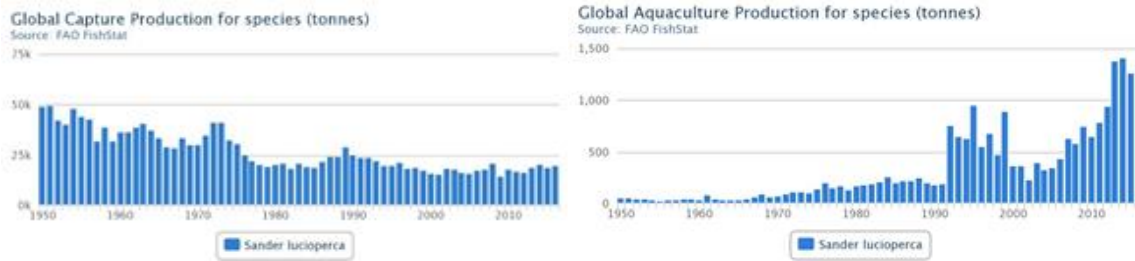 Global Capture Production for species (tonnes)
Source: FAO FishStat
75k
50k
25k
0k
1950 1960 1970 1980 1990 2000 2010
Sander lucioperca
Global Aquaculture Production for species (tonnes)
Source: FAO FishStat
1,500
1,000
500
0
1950 1960 1970 1980 1990 2000 2010
Sander lucioperca